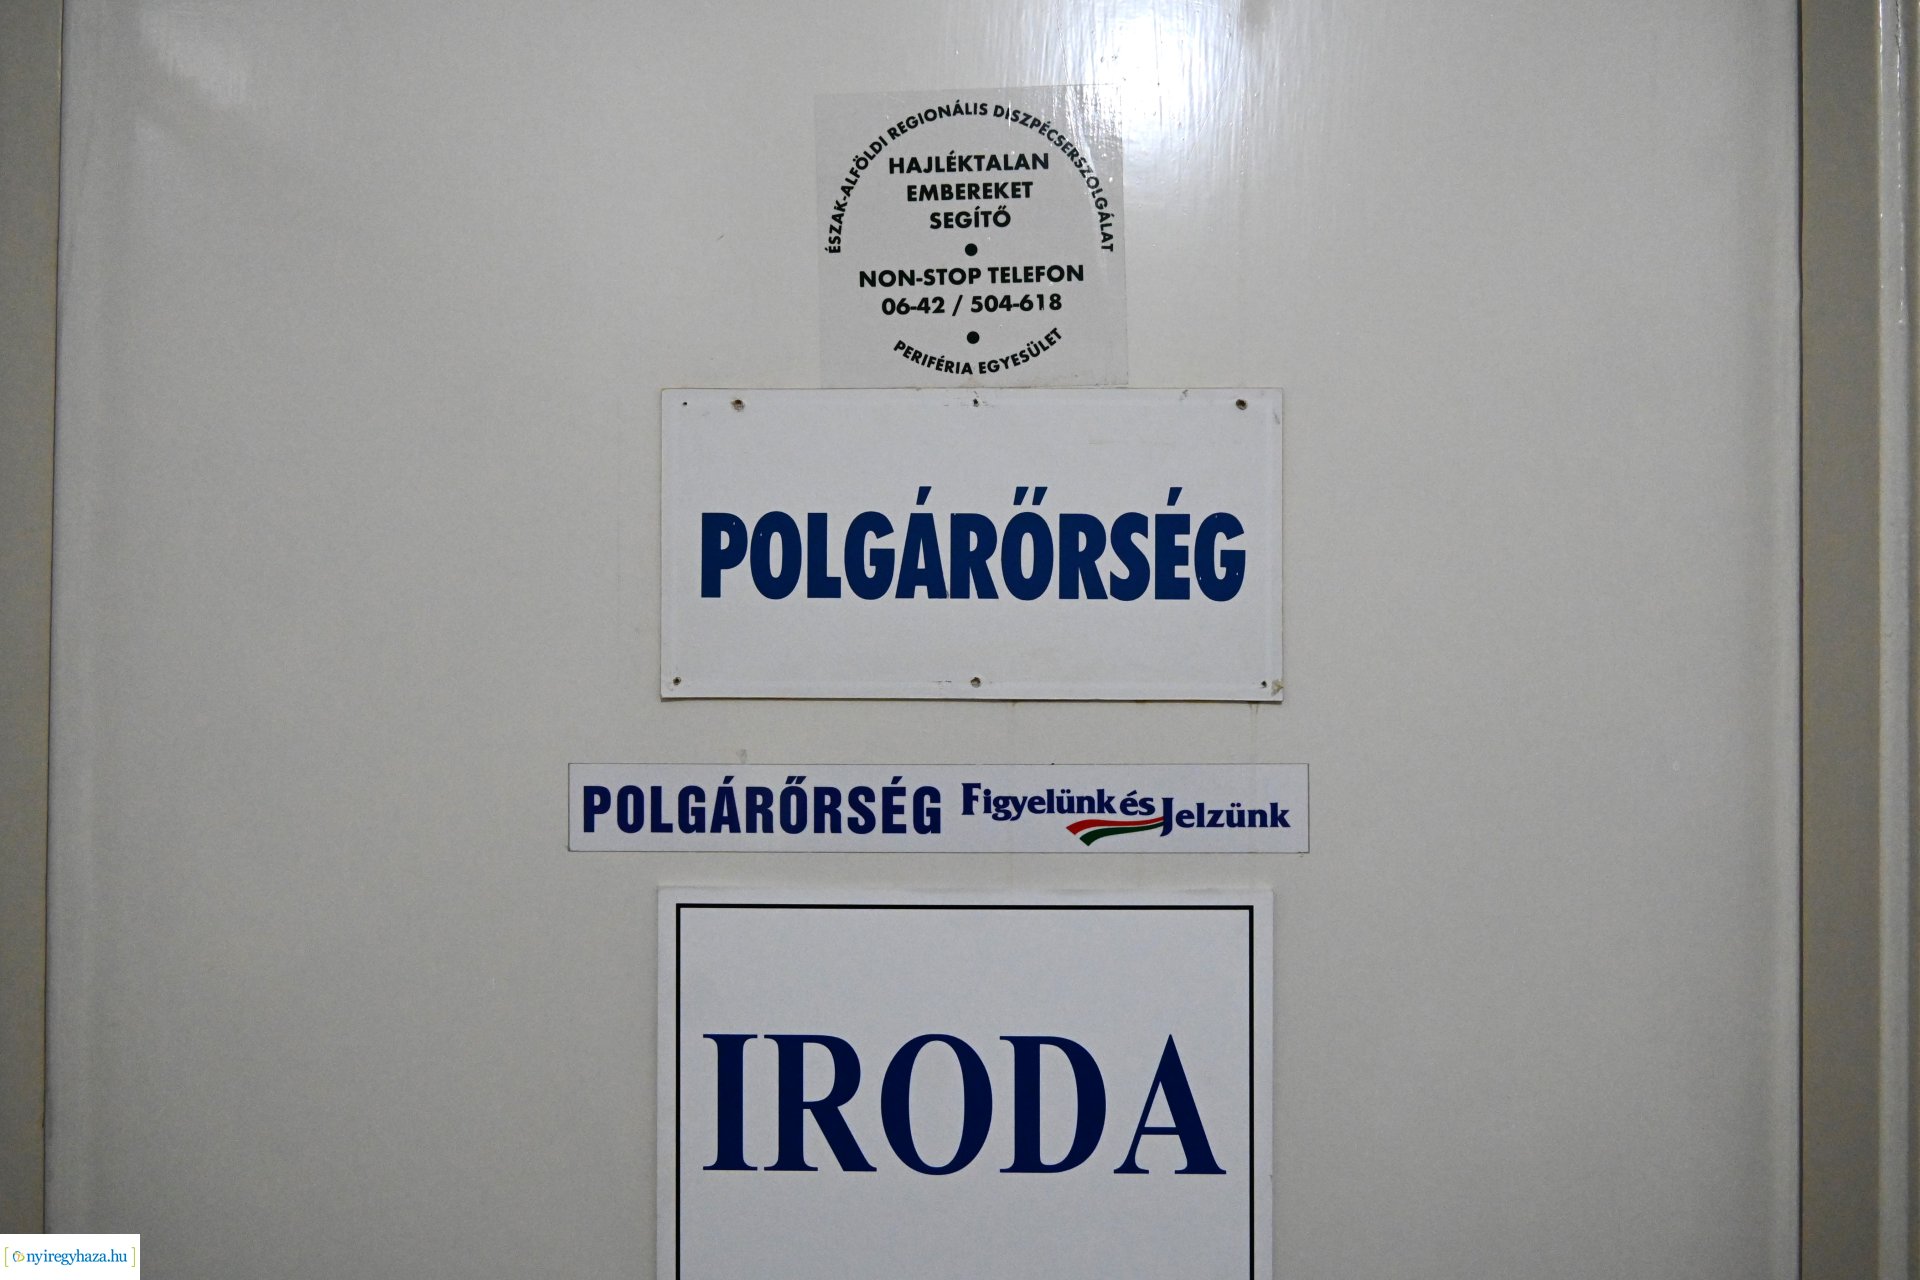 ÉSZAK-ALFÖLDI REGIONÁLIS DISZPÉCSERSZOLGÁLAT
HAJLÉKTALAN
EMBEREKET
SEGÍTŐ
●
NON-STOP TELEFON
06-42 / 504-618
●
PERIFÉRIA EGYESÜLET
POLGÁRŐRSÉG
POLGÁRŐRSÉG Figyelünk és Jelzünk
IRODA
[nyiregyhaza.hu]